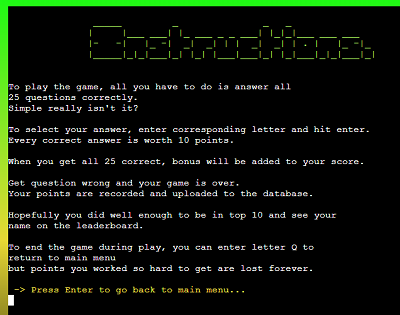 To play the game, all you have to do is answer all
25 questions correctly.
Simple really isn't it?
To select your answer, enter corresponding letter and hit enter.
Every correct answer is worth 10 points.
When you get all 25 correct, bonus will be added to your score.
Get question wrong and your game is over.
Your points are recorded and uploaded to the database.
Hopefully you did well enough to be in top 10 and see your
name on the leaderboard.
To end the game during play, you can enter letter Q to
return to main menu
but points you worked so hard to get are lost forever.
-> Press Enter to go back to main menu...